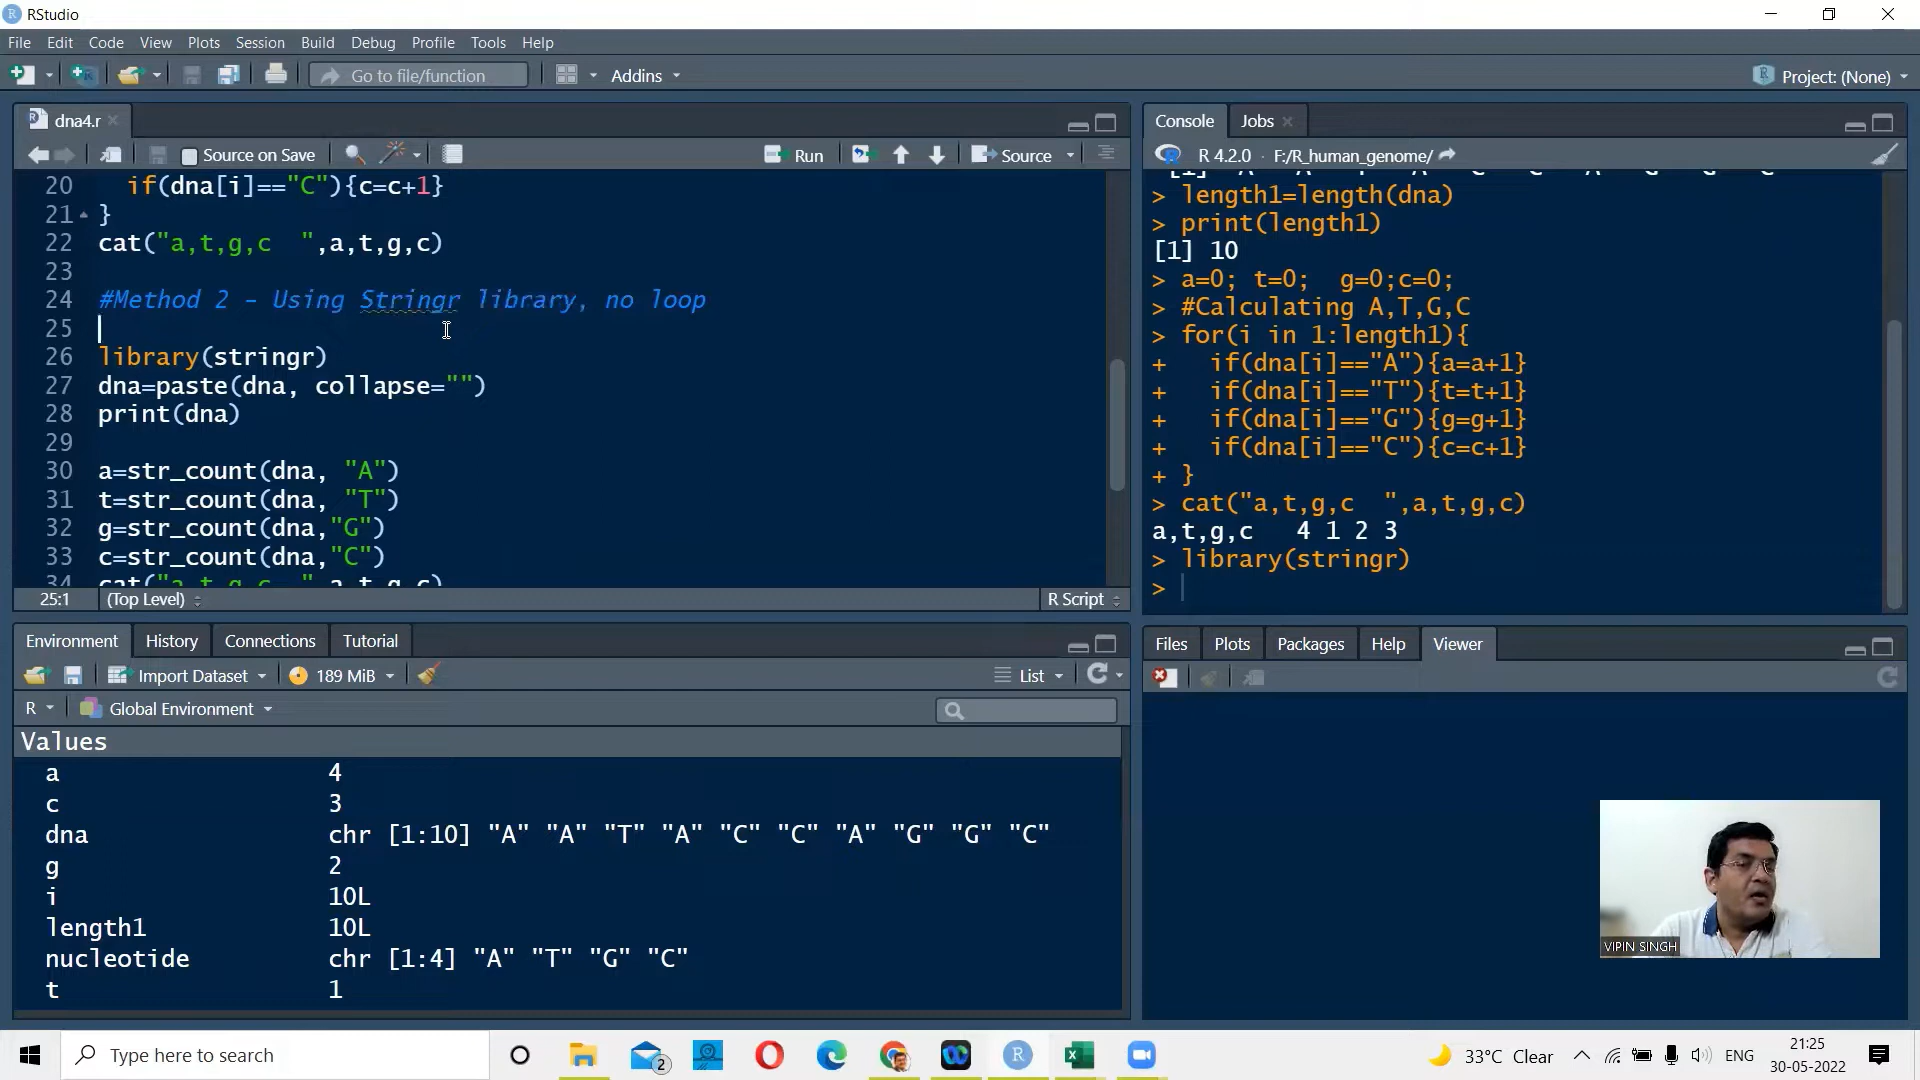 RStudio
File Edit Code View Plots Session Build Debug Profile Tools Help
Go to file/function Addins Project: (None)
dna4.r
Source on Save Run Source
20 if(dna[i]=="C"){c=c+1}
21 }
22 cat("a,t,g,c  ",a,t,g,c)
23
24 #Method 2 - Using Stringr library, no loop
25
26 library(stringr)
27 dna=paste(dna, collapse="")
28 print(dna)
29
30 a=str_count(dna, "A")
31 t=str_count(dna, "T")
32 g=str_count(dna,"G")
33 c=str_count(dna,"C")
34 cat("a,t,g,c  ",a,t,g,c)
25:1 (Top Level) R Script
Console Jobs
R 4.2.0 · F:/R_human_genome/
> length1=length(dna)
> print(length1)
[1] 10
> a=0; t=0;  g=0;c=0;
> #Calculating A,T,G,C
> for(i in 1:length1){
+   if(dna[i]=="A"){a=a+1}
+   if(dna[i]=="T"){t=t+1}
+   if(dna[i]=="G"){g=g+1}
+   if(dna[i]=="C"){c=c+1}
+ }
> cat("a,t,g,c  ",a,t,g,c)
a,t,g,c   4 1 2 3
> library(stringr)
>
Environment History Connections Tutorial
Import Dataset 189 MiB List
R Global Environment
Values
a 4
c 3
dna chr [1:10] "A" "A" "T" "A" "C" "C" "A" "G" "G" "C"
g 2
i 10L
length1 10L
nucleotide chr [1:4] "A" "T" "G" "C"
t 1
Files Plots Packages Help Viewer
VIPIN SINGH
Type here to search
2
33°C Clear
ENG
21:25
30-05-2022